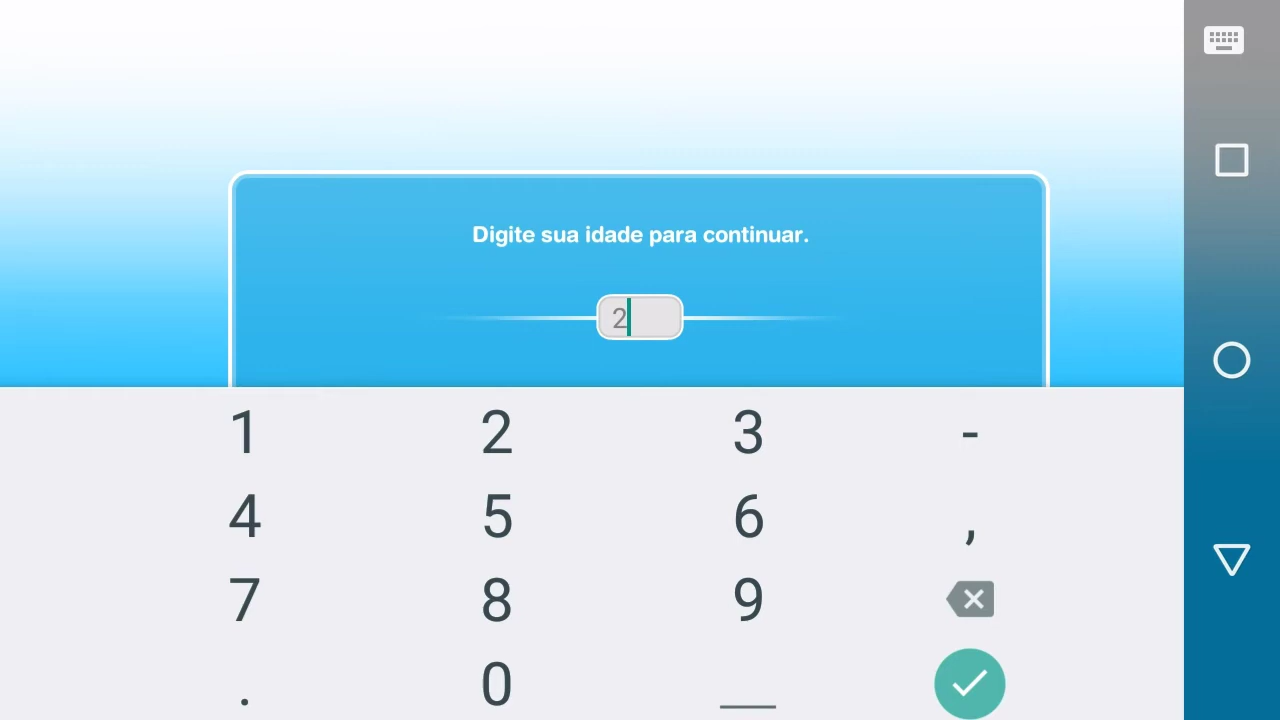 Digite sua idade para continuar.
2
1 2 3 -
4 5 6 ,
7 8 9
. 0 _